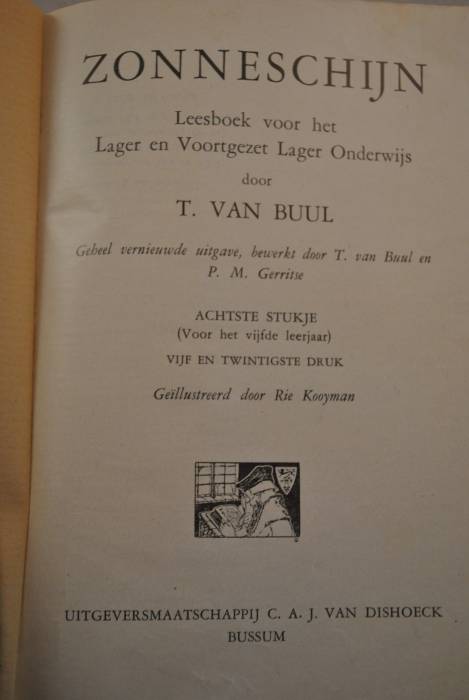 ZONNESCHIJN
Leesboek voor het
Lager en Voortgezet Lager Onderwijs
door
T. VAN BUUL
Geheel vernieuwde uitgave, bewerkt door T. van Buul en
P. M. Gerritse
ACHTSTE STUKJE
(Voor het vijfde leerjaar)
VIJF EN TWINTIGSTE DRUK
Geïllustreerd door Rie Kooyman
UITGEVERSMAATSCHAPPIJ C. A. J. VAN DISHOECK
BUSSUM